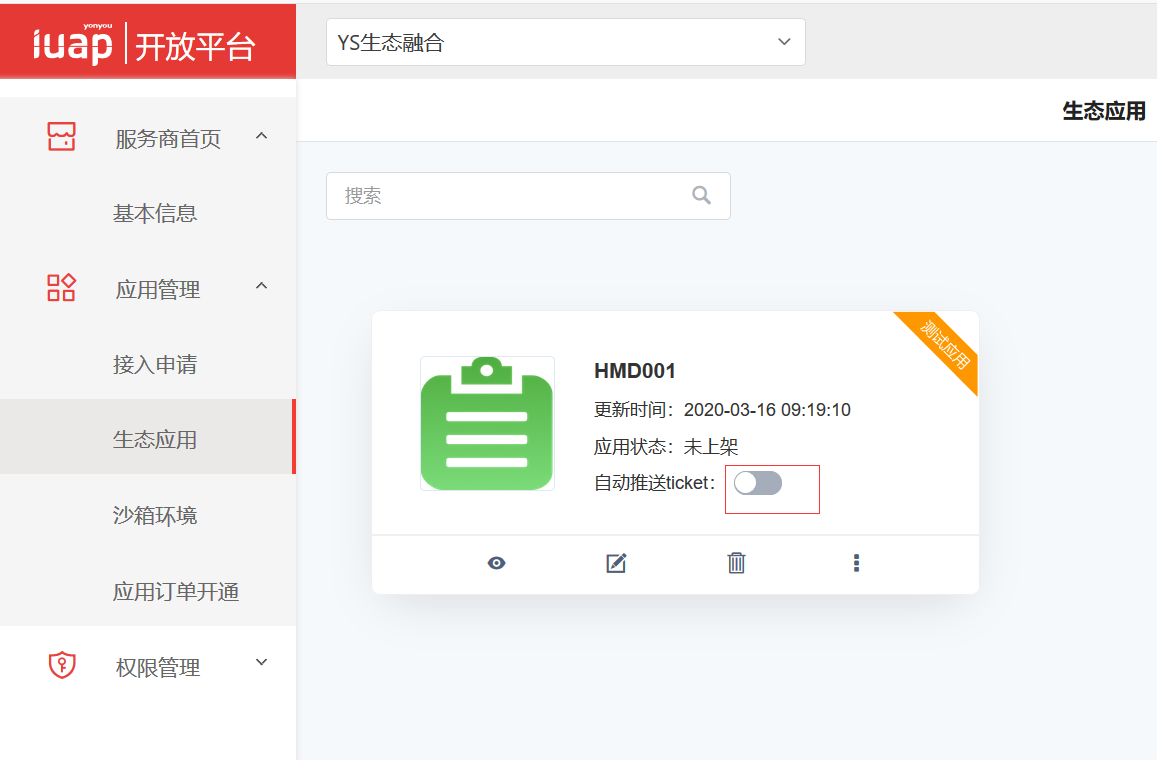 yonyou
iuap 开放平台
YS生态融合
生态应用
服务商首页
基本信息
应用管理
接入申请
生态应用
沙箱环境
应用订单开通
权限管理
搜索
测试应用
HMD001
更新时间：2020-03-16 09:19:10
应用状态：未上架
自动推送ticket：